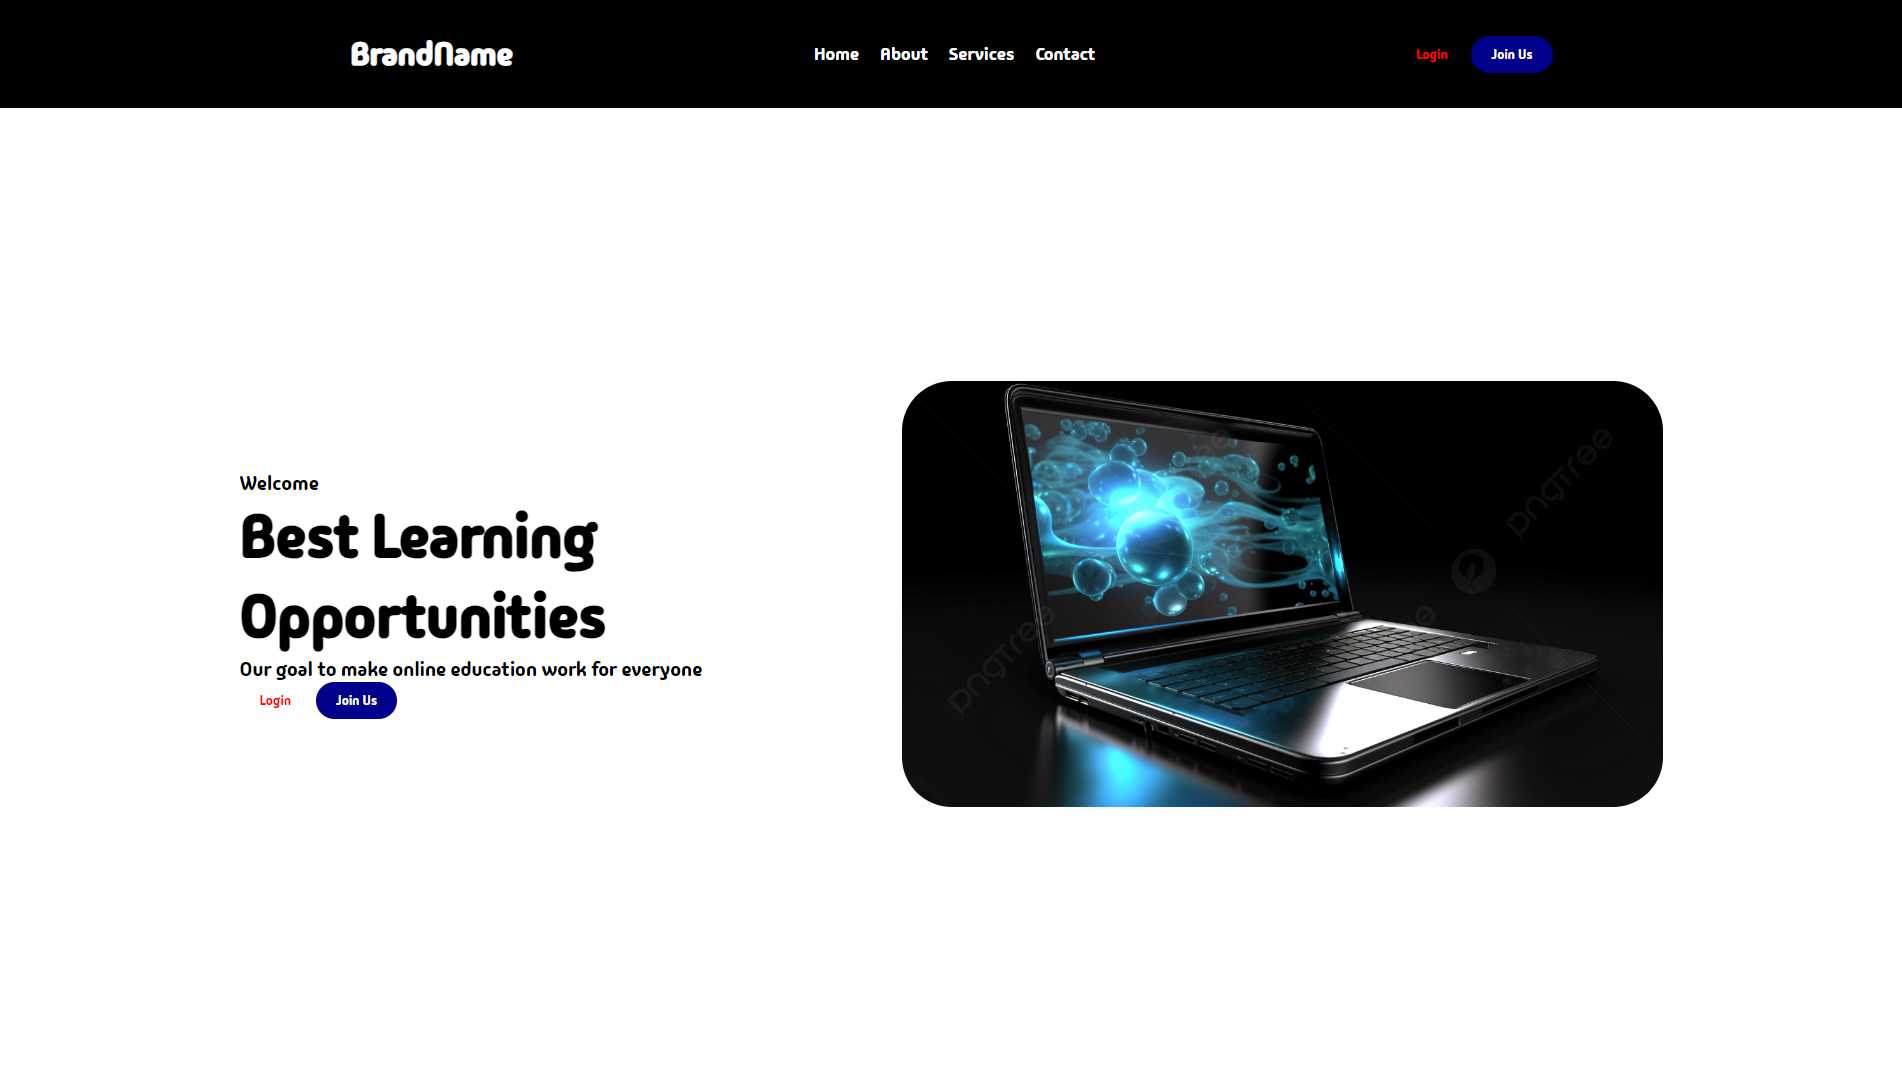 BrandName
Home About Services Contact
Login Join Us
Welcome
Best Learning
Opportunities
Our goal to make online education work for everyone
Login Join Us
pngtree
pngtree